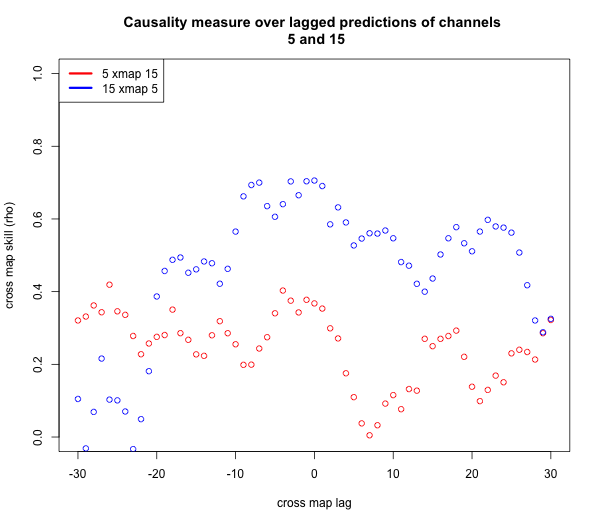 Causality measure over lagged predictions of channels
5 and 15
5 xmap 15
15 xmap 5
1.0
0.8
0.6
0.4
0.2
0.0
cross map skill (rho)
-30 -20 -10 0 10 20 30
cross map lag